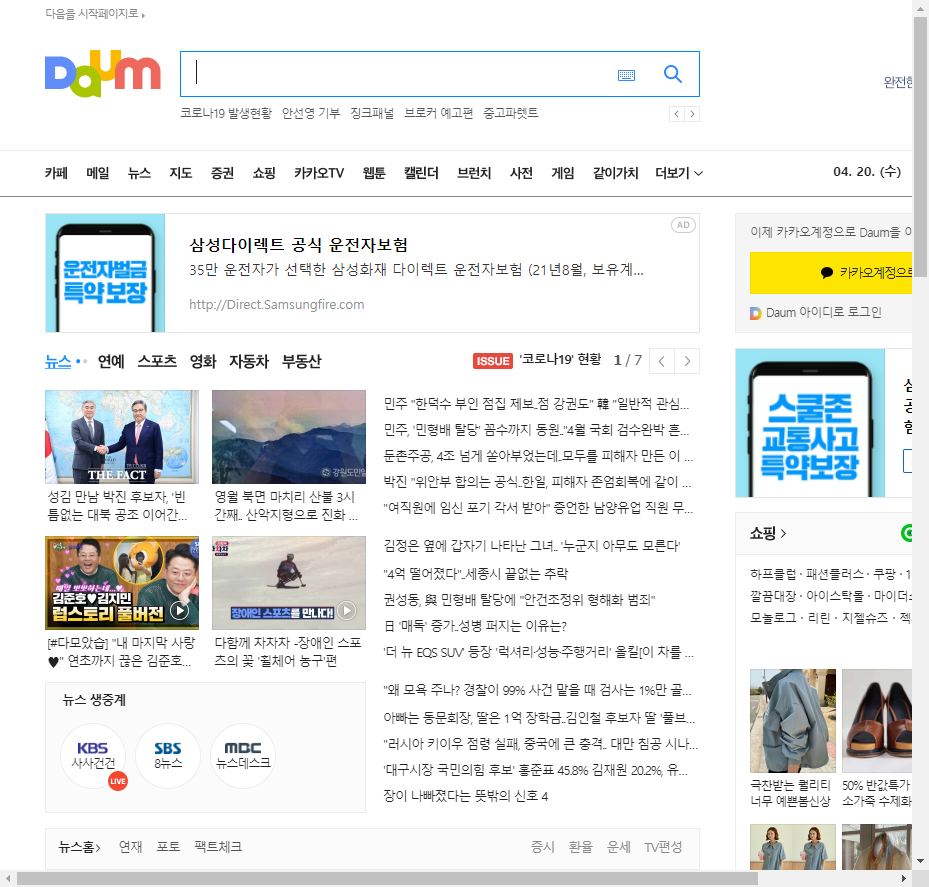 다음을 시작페이지로
Daum
코로나19 발생현황 안선영 기부 징크패널 브로커 예고편 중고파렛트
완전한
카페 메일 뉴스 지도 증권 쇼핑 카카오TV 웹툰 캘린더 브런치 사전 게임 같이가치 더보기
04. 20. (수)
운전자벌금
특약 보장
삼성다이렉트 공식 운전자보험
AD
35만 운전자가 선택한 삼성화재 다이렉트 운전자보험 (21년8월, 보유계...
http://Direct.Samsungfire.com
이제 카카오계정으로 Daum을 이
카카오계정으로
Daum 아이디로 로그인
뉴스 연예 스포츠 영화 자동차 부동산
ISSUE '코로나19' 현황 1 / 7
THE FACT
성김 만남 박진 후보자, '빈
틈없는 대북 공조 이어간...
강원도민일
영월 북면 마치리 산불 3시
간째.. 산악지형으로 진화 ...
김준호♥김지민
럽스토리 풀버전
[#다모았습] "내 마지막 사랑
♥" 연초까지 끊은 김준호...
장애인 스포츠를 만나다!
다함께 차차차 -장애인 스포
츠의 꽃 '휠체어 농구'편
민주 "한덕수 부인 점집 제보..점 강권도" 韓 "일반적 관심...
민주, '민형배 탈당' 꼼수까지 동원.."4월 국회 검수완박 흔...
둔촌주공, 4조 넘게 쏟아부었는데..모두를 피해자 만든 이 ...
박진 "위안부 합의는 공식..한일, 피해자 존엄회복에 같이 ...
"여직원에 임신 포기 각서 받아" 증언한 남양유업 직원 무...
김정은 옆에 갑자기 나타난 그녀.. '누군지 아무도 모른다'
"4억 떨어졌다"..세종시 끝없는 추락
권성동, 與 민형배 탈당에 "안건조정위 형해화 범죄"
日 '매독' 증가..성병 퍼지는 이유는?
'더 뉴 EQS SUV' 등장 '럭셔리·성능·주행거리' 올킬[이 차를 ...
"왜 모욕 주나? 경찰이 99% 사건 맡을 때 검사는 1%만 골...
아빠는 동문회장, 딸은 1억 장학금..김인철 후보자 딸 '풀브...
"러시아 키이우 점령 실패, 중국에 큰 충격.. 대만 침공 시나...
'대구시장 국민의힘 후보' 홍준표 45.8% 김재원 20.2%, 유...
장이 나빠졌다는 뜻밖의 신호 4
뉴스 생중계
KBS
사사건건
LIVE
SBS
8뉴스
MBC
뉴스데스크
뉴스홈 연재 포토 팩트체크 증시 환율 운세 TV편성
스쿨존
교통사고
특약보장
쇼핑
하프클럽 · 패션플러스 · 쿠팡 · 1
깔끔대장 · 아이스탁몰 · 마이더스
모놀로그 · 리린 · 지젤슈즈 · 젝
국찬받는 퀄리티
너무 예쁜봄신상
50% 반값특가
소가죽 수제화